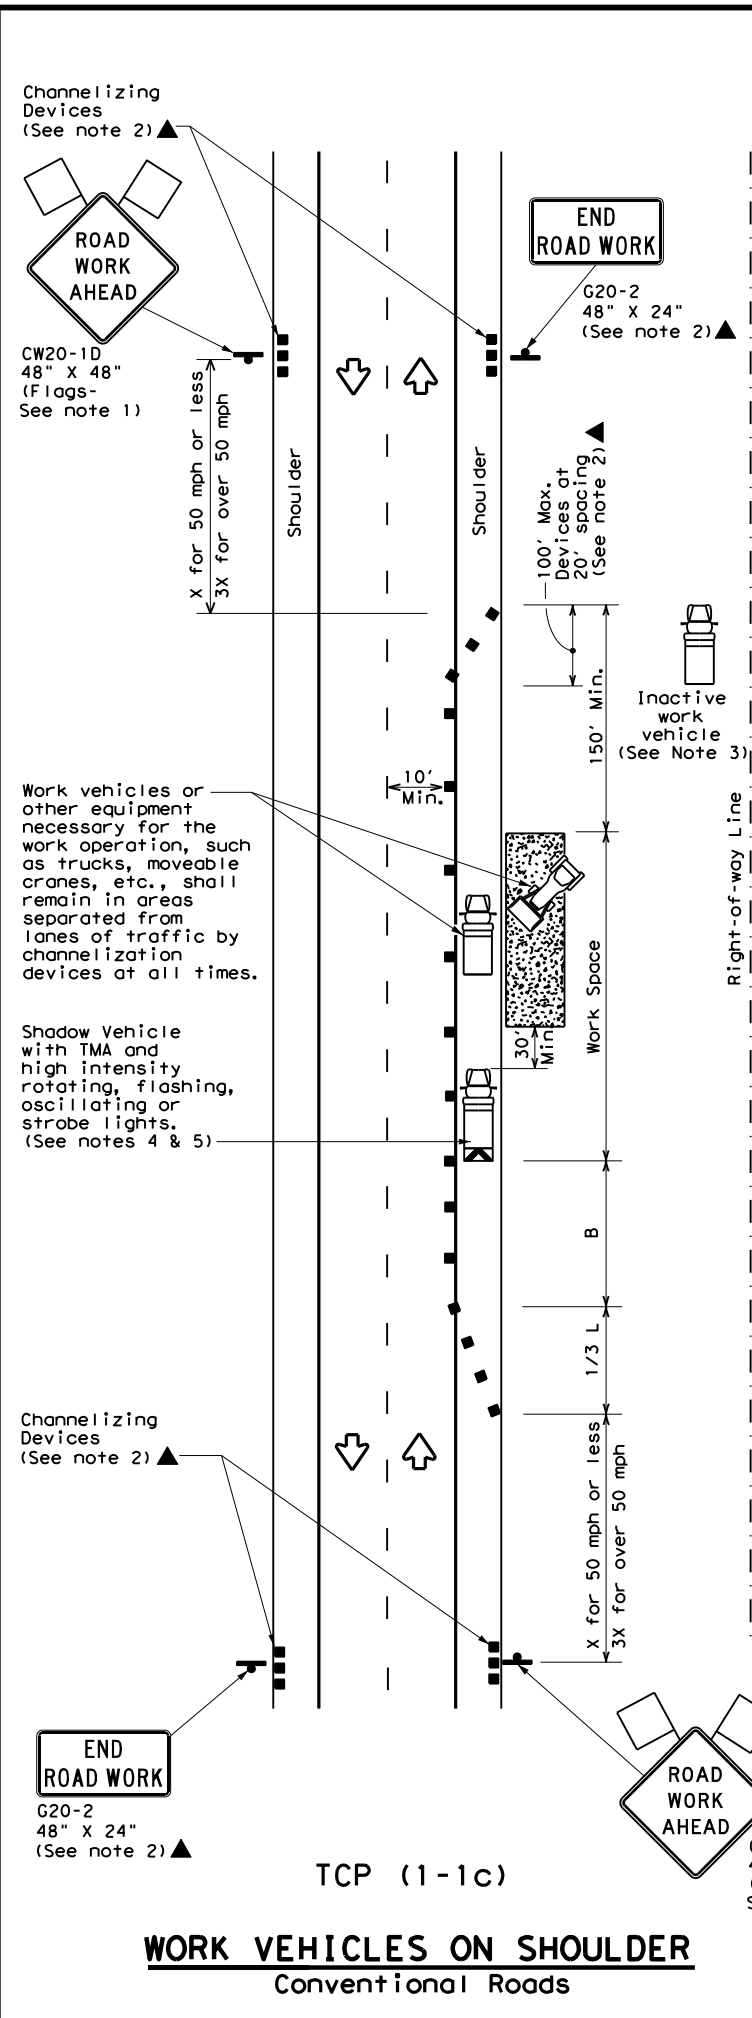 Channelizing
Devices
(See note 2)▲
ROAD
WORK
AHEAD
CW20-1D
48" X 48"
(Flags-
See note 1)
END
ROAD WORK
G20-2
48" X 24"
(See note 2)▲
X for 50 mph or less
3X for over 50 mph
Shoulder
Shoulder
100' Max.
Devices at
20' spacing
(See note 2)▲
150' Min.
Inactive
work
vehicle
(See Note 3)
10'
Min.
Work vehicles or
other equipment
necessary for the
work operation, such
as trucks, moveable
cranes, etc., shall
remain in areas
separated from
lanes of traffic by
channelization
devices at all times.
Right-of-way Line
Work Space
30'
Min.
Shadow Vehicle
with TMA and
high intensity
rotating, flashing,
oscillating or
strobe lights.
(See notes 4 & 5)
B
1/3 L
Channelizing
Devices
(See note 2)▲
X for 50 mph or less
3X for over 50 mph
END
ROAD WORK
G20-2
48" X 24"
(See note 2)▲
ROAD
WORK
AHEAD
TCP (1-1c)
WORK VEHICLES ON SHOULDER
Conventional Roads